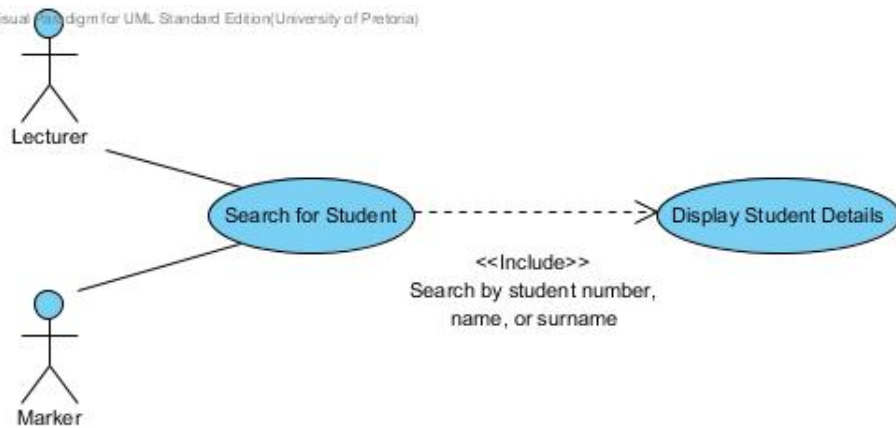 Visual Paradigm for UML Standard Edition(University of Pretoria)
Lecturer
Search for Student
Display Student Details
<<Include>>
Search by student number,
name, or surname
Marker